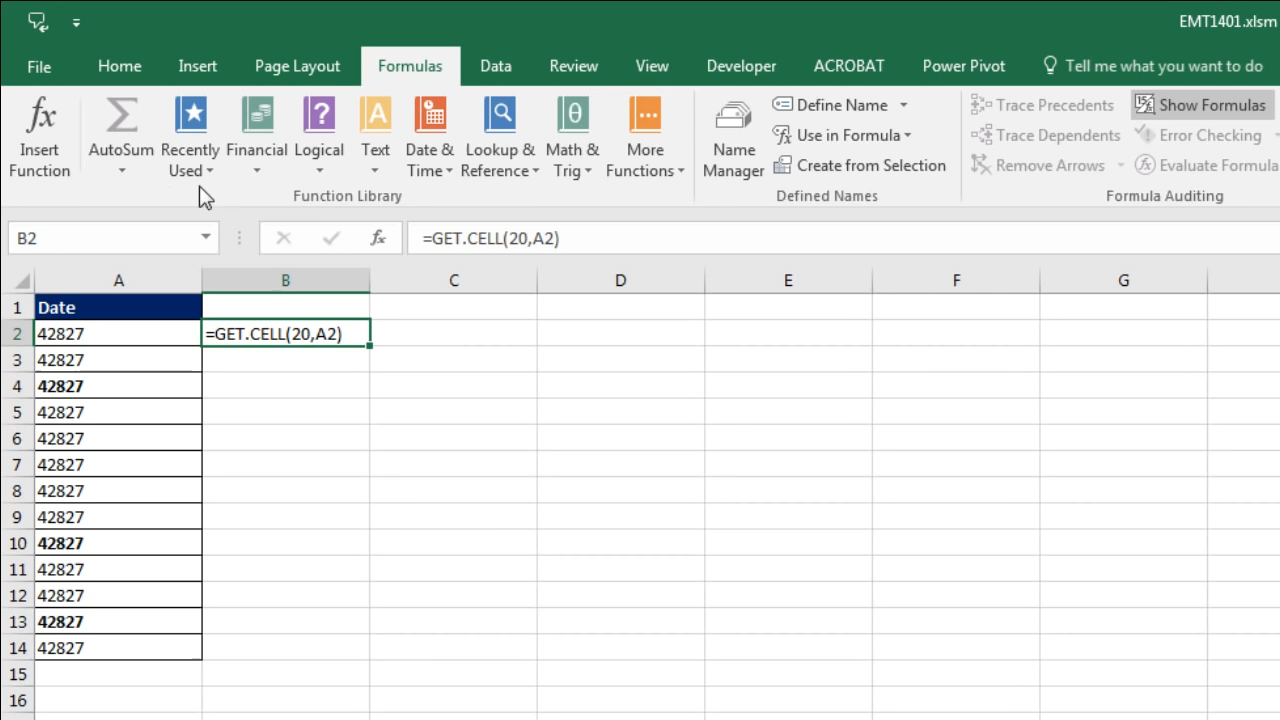 EMT1401.xlsm
File Home Insert Page Layout Formulas Data Review View Developer ACROBAT Power Pivot Tell me what you want to do
fx Σ ? A θ
Insert Function
AutoSum
Recently Used
Financial
Logical
Text
Date & Time
Lookup & Reference
Math & Trig
More Functions
Function Library
Name Manager
Define Name
Use in Formula
Create from Selection
Defined Names
Trace Precedents
Trace Dependents
Remove Arrows
Show Formulas
Error Checking
Evaluate Formula
Formula Auditing
B2 fx =GET.CELL(20,A2)
A B C D E F G
1 Date
2 42827 =GET.CELL(20,A2)
3 42827
4 42827
5 42827
6 42827
7 42827
8 42827
9 42827
10 42827
11 42827
12 42827
13 42827
14 42827
15
16